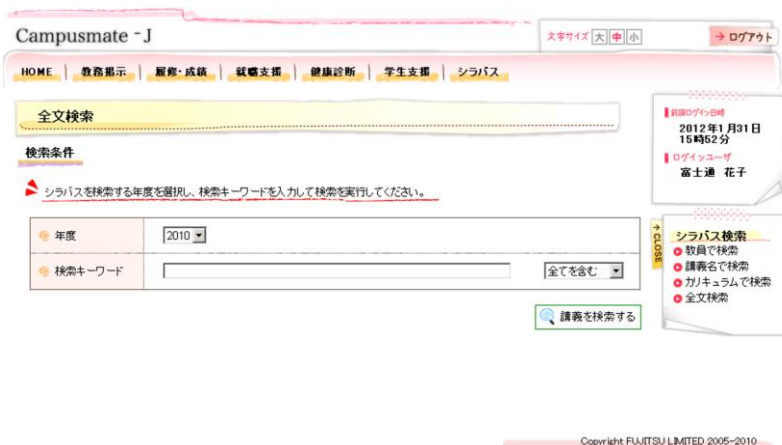 Campusmate-J
文字サイズ 大 中 小
→ ログアウト
HOME 教務掲示 履修・成績 就職支援 健康診断 学生支援 シラバス
全文検索
検索条件
シラバスを検索する年度を選択し、検索キーワードを入力して検索を実行してください。
年度 2010
検索キーワード 全てを含む
講義を検索する
前回ログイン日時
2012年1月31日
15時52分
ログインユーザ
富士通 花子
→ CLOSE
シラバス検索
教員で検索
講義名で検索
カリキュラムで検索
全文検索
Copyright FUJITSU LIMITED 2005-2010